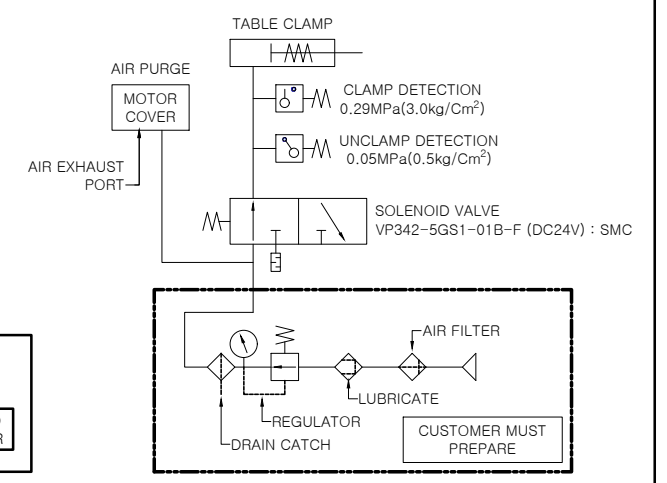 TABLE CLAMP
AIR PURGE
MOTOR
COVER
CLAMP DETECTION
0.29MPa(3.0kg/Cm²)
UNCLAMP DETECTION
0.05MPa(0.5kg/Cm²)
AIR EXHAUST
PORT
SOLENOID VALVE
VP342-5GS1-01B-F (DC24V) : SMC
AIR FILTER
LUBRICATE
REGULATOR
DRAIN CATCH
CUSTOMER MUST
PREPARE